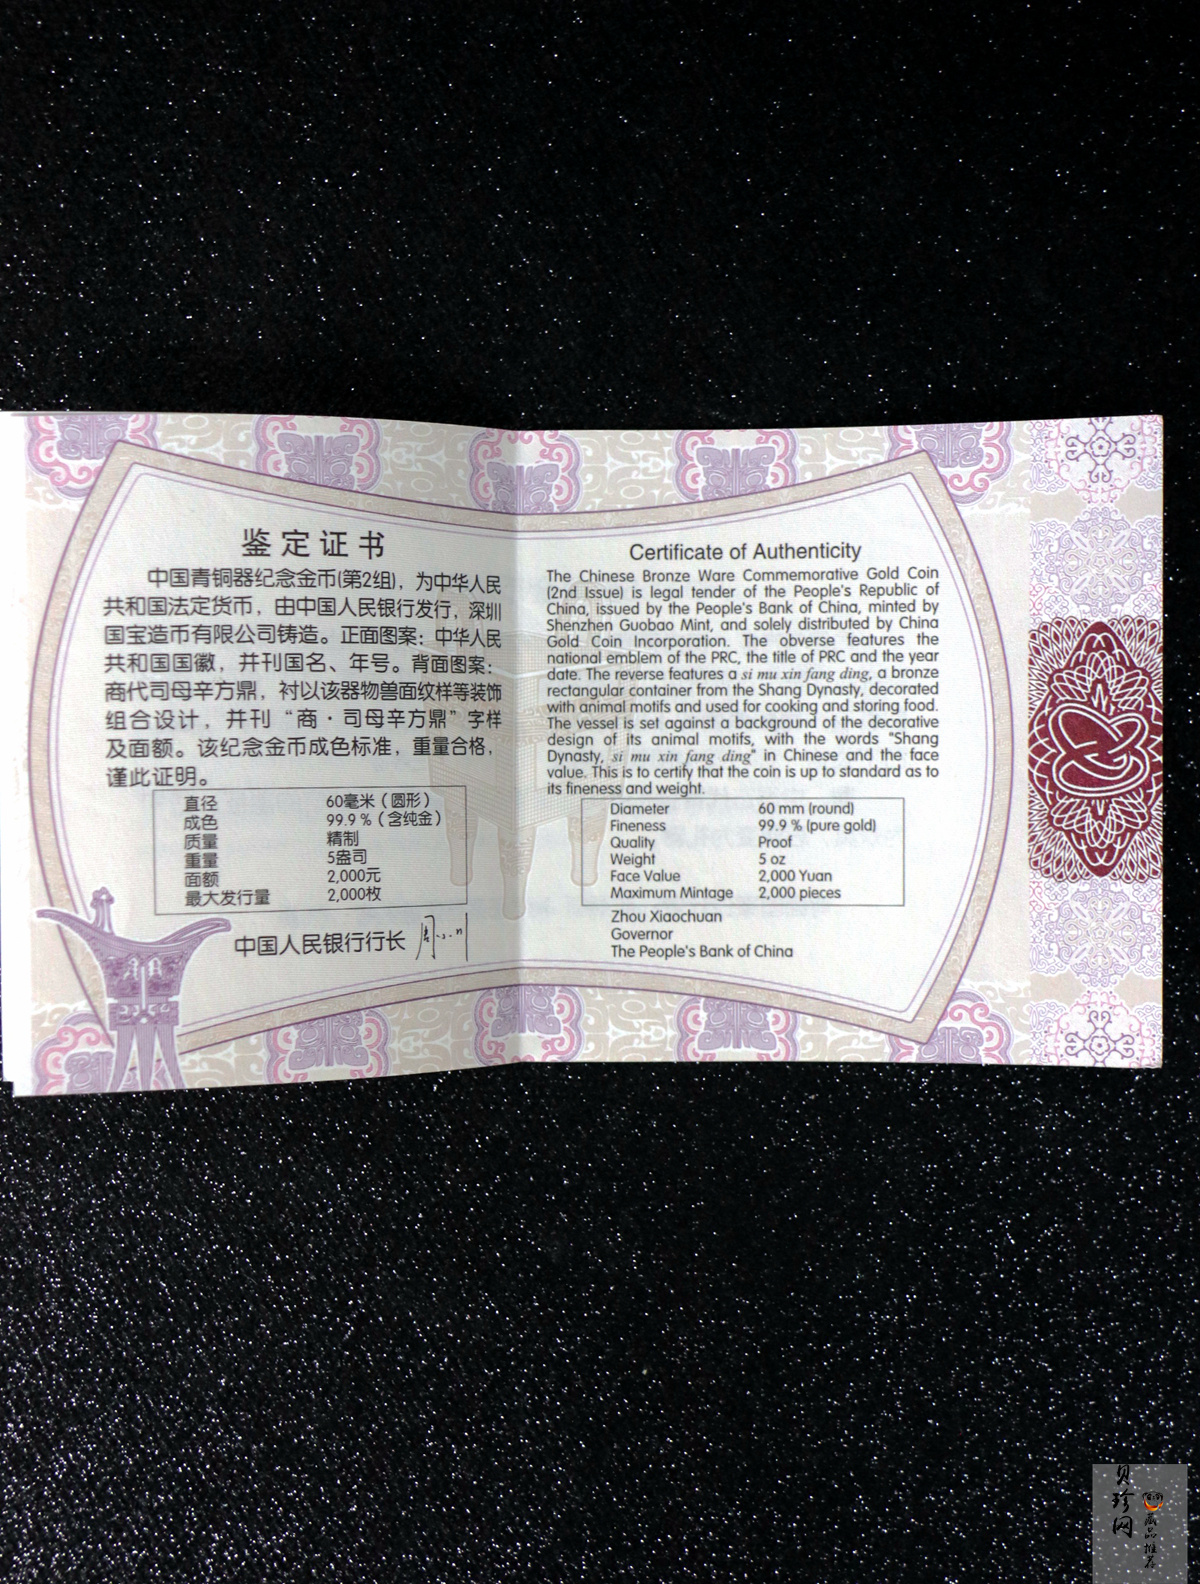 鉴定证书
中国青铜器纪念金币(第2组)，为中华人民
共和国法定货币，由中国人民银行发行，深圳
国宝造币有限公司铸造。正面图案：中华人民
共和国国徽，并刊国名、年号。背面图案：
商代司母辛方鼎，衬以该器物兽面纹样等装饰
组合设计，并刊“商·司母辛方鼎”字样
及面额。该纪念金币成色标准，重量合格，
谨此证明。
直径 60毫米（圆形）
成色 99.9％（含纯金）
质量 精制
重量 5盎司
面额 2,000元
最大发行量 2,000枚
中国人民银行行长
Certificate of Authenticity
The Chinese Bronze Ware Commemorative Gold Coin
(2nd Issue) is legal tender of the People's Republic of
China, issued by the People's Bank of China, minted by
Shenzhen Guobao Mint, and solely distributed by China
Gold Coin Incorporation. The obverse features the
national emblem of the PRC, the title of PRC and the year
date. The reverse features a si mu xin fang ding, a bronze
rectangular container from the Shang Dynasty, decorated
with animal motifs and used for cooking and storing food.
The vessel is set against a background of the decorative
design of its animal motifs, with the words "Shang
Dynasty, si mu xin fang ding" in Chinese and the face
value. This is to certify that the coin is up to standard as to
its fineness and weight.
Diameter 60 mm (round)
Fineness 99.9 % (pure gold)
Quality Proof
Weight 5 oz
Face Value 2,000 Yuan
Maximum Mintage 2,000 pieces
Zhou Xiaochuan
Governor
The People's Bank of China
贝珍网
藏品推荐